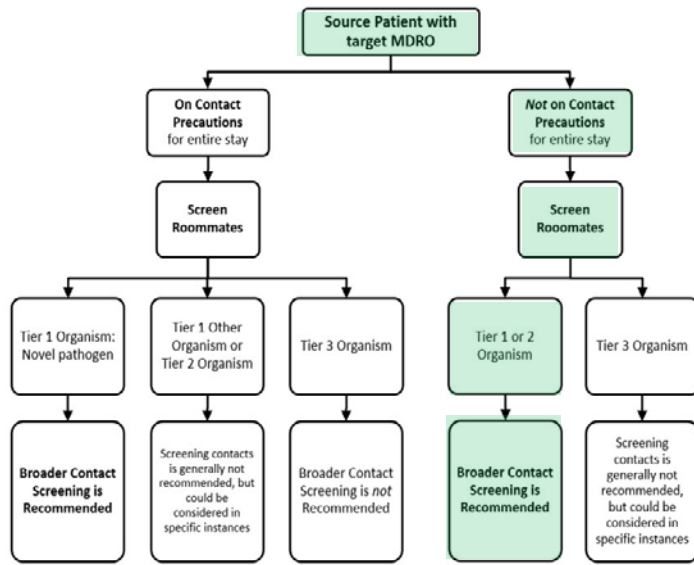 Source Patient with
target MDRO
On Contact
Precautions
for entire stay
Not on Contact
Precautions
for entire stay
Screen
Roommates
Screen
Rooomates
Tier 1 Organism:
Novel pathogen
Tier 1 Other
Organism or
Tier 2 Organism
Tier 3 Organism
Tier 1 or 2
Organism
Tier 3 Organism
Broader Contact
Screening is
Recommended
Screening contacts
is generally not
recommended, but
could be
considered in
specific instances
Broader Contact
Screening is not
Recommended
Broader Contact
Screening is
Recommended
Screening
contacts is
generally not
recommended,
but could be
considered in
specific instances